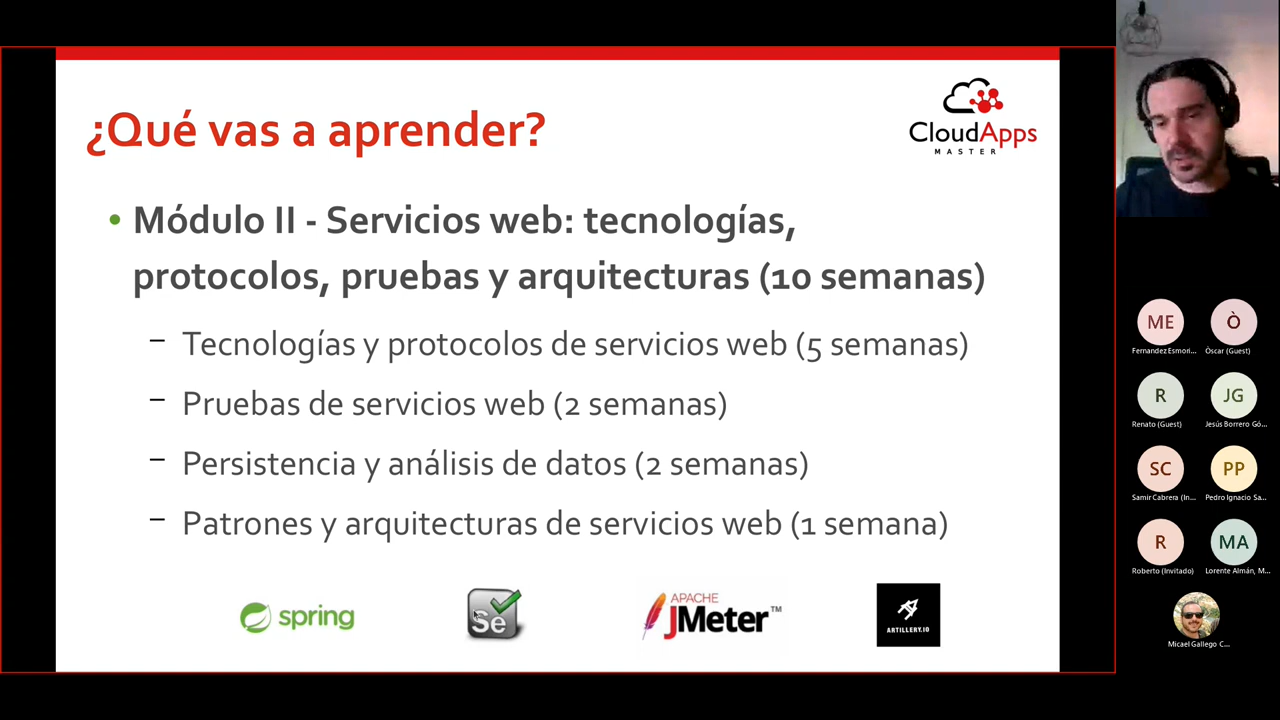 ¿Qué vas a aprender?
CloudApps
MASTER
• Módulo II - Servicios web: tecnologías,
protocolos, pruebas y arquitecturas (10 semanas)
– Tecnologías y protocolos de servicios web (5 semanas)
– Pruebas de servicios web (2 semanas)
– Persistencia y análisis de datos (2 semanas)
– Patrones y arquitecturas de servicios web (1 semana)
spring
Se
APACHE
JMeter™
ARTILLERY.IO
ME
Ò
Fernandez Esmori...
Òscar (Guest)
R
JG
Renato (Guest)
Jesús Borrero Gó...
SC
PP
Samir Cabrera (In...
Pedro Ignacio Sa...
R
MA
Roberto (Invitado)
Lorente Almán, M...
Micael Gallego C...